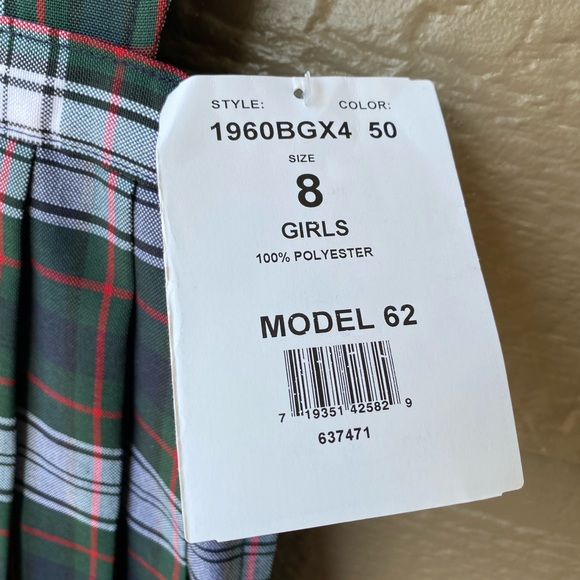 STYLE: COLOR:
1960BGX4 50
SIZE
8
GIRLS
100% POLYESTER
MODEL 62
7 19351 42582 9
637471